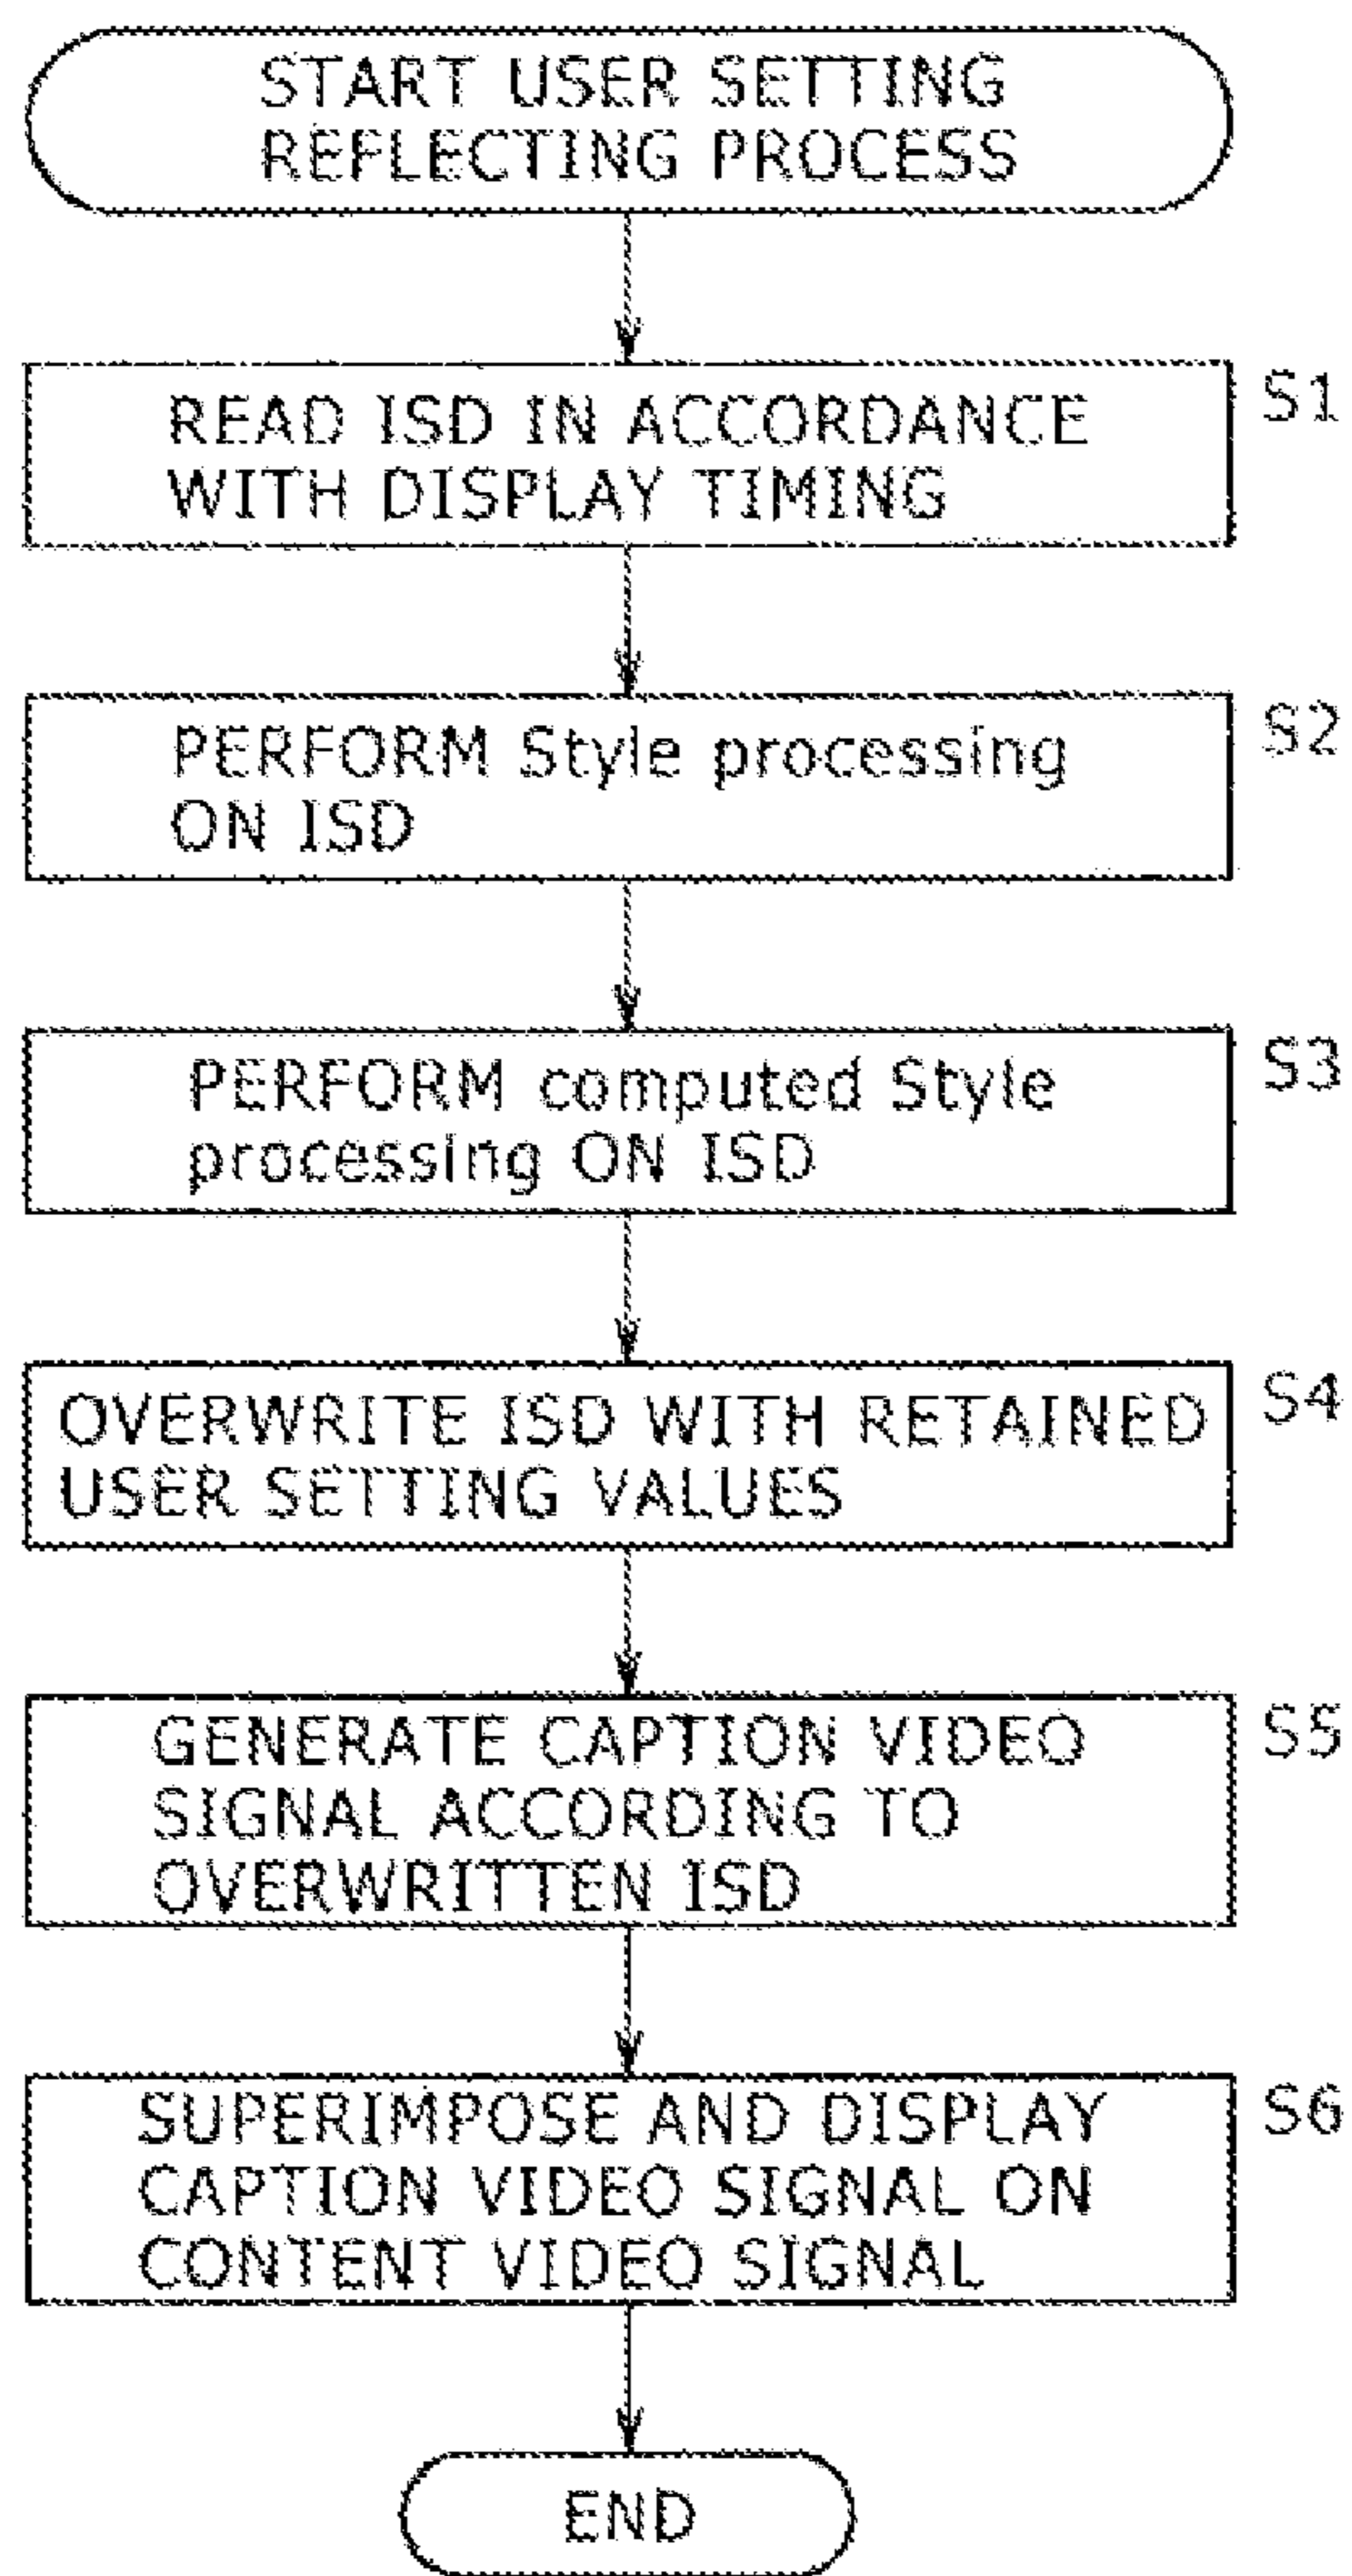 START USER SETTING
REFLECTING PROCESS
READ ISD IN ACCORDANCE
WITH DISPLAY TIMING
S1
PERFORM Style processing
ON ISD
S2
PERFORM computed Style
processing ON ISD
S3
OVERWRITE ISD WITH RETAINED
USER SETTING VALUES
S4
GENERATE CAPTION VIDEO
SIGNAL ACCORDING TO
OVERWRITTEN ISD
S5
SUPERIMPOSE AND DISPLAY
CAPTION VIDEO SIGNAL ON
CONTENT VIDEO SIGNAL
S6
END